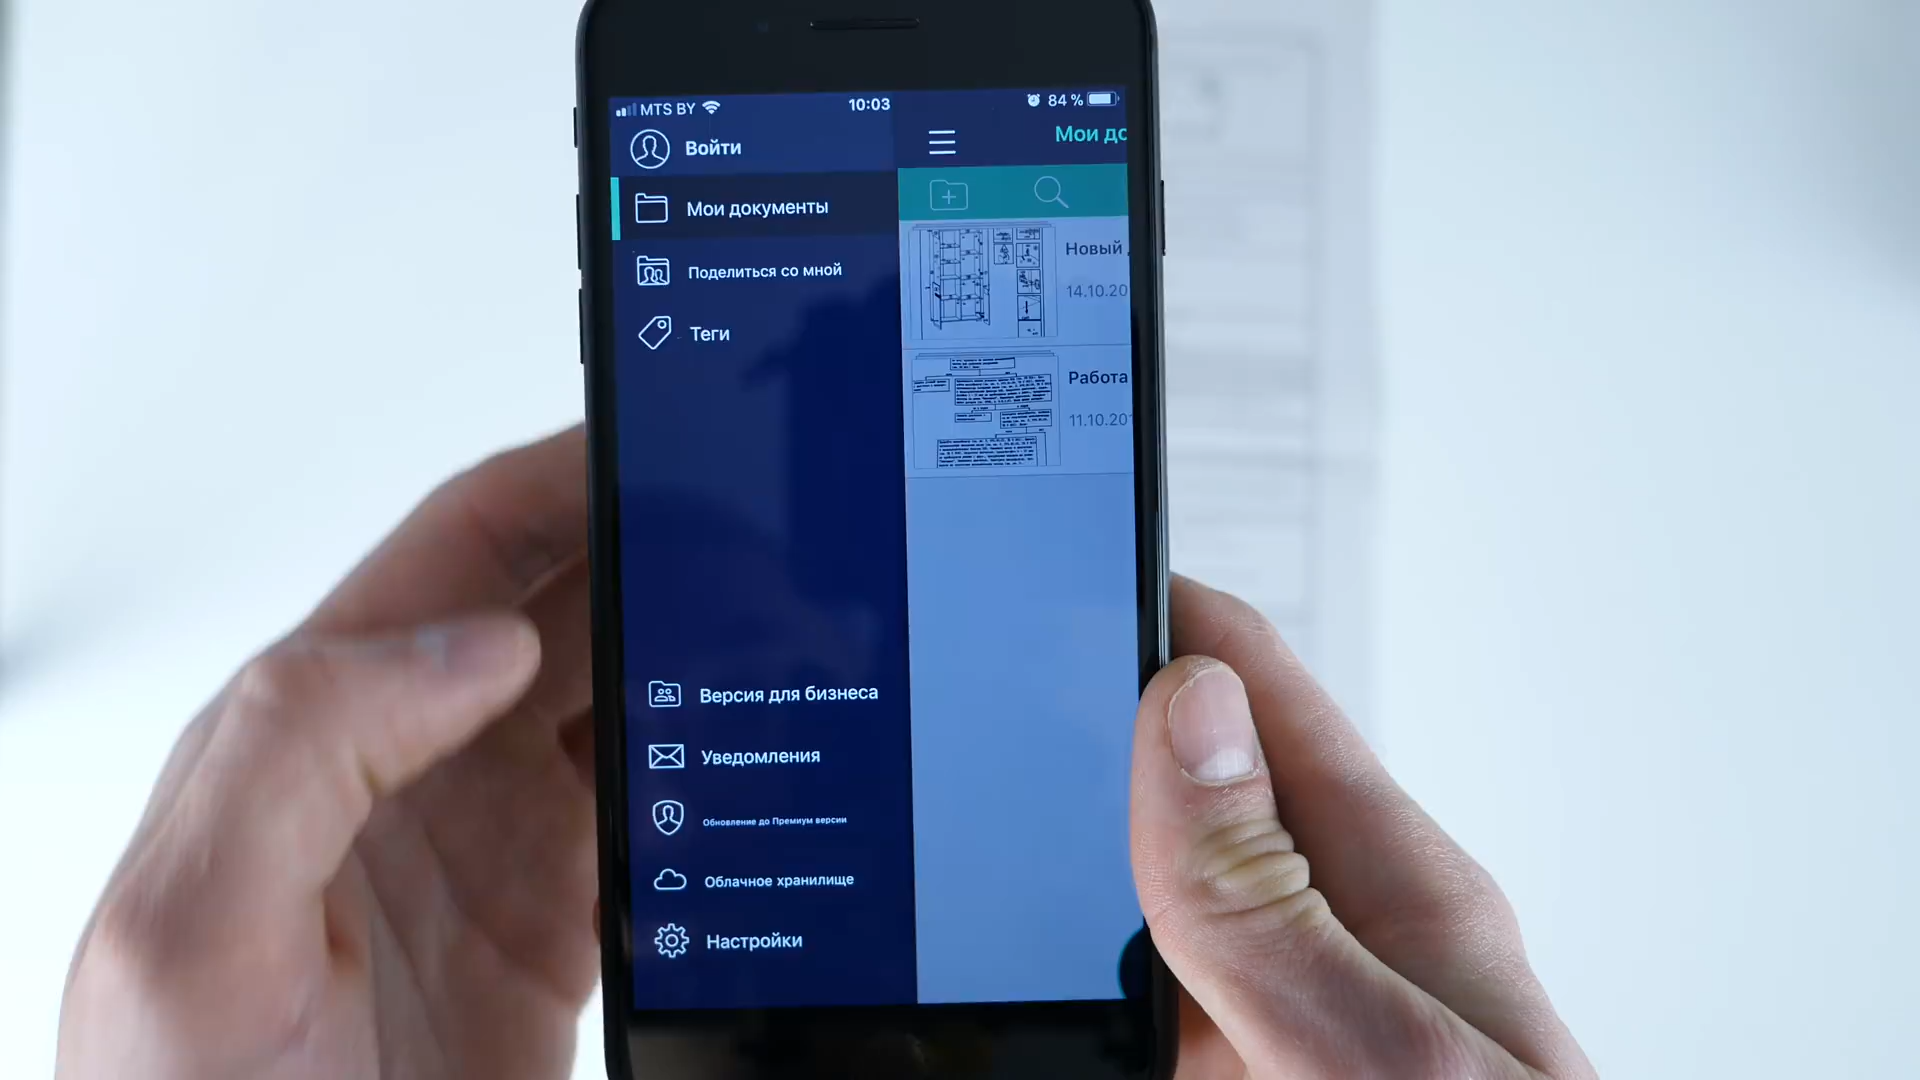 MTS BY 10:03 84 %
Войти
Мои до
Мои документы
Поделиться со мной
Теги
Новый
14.10.20
Работа
11.10.20
Версия для бизнеса
Уведомления
Обновление до Премиум версии
Облачное хранилище
Настройки